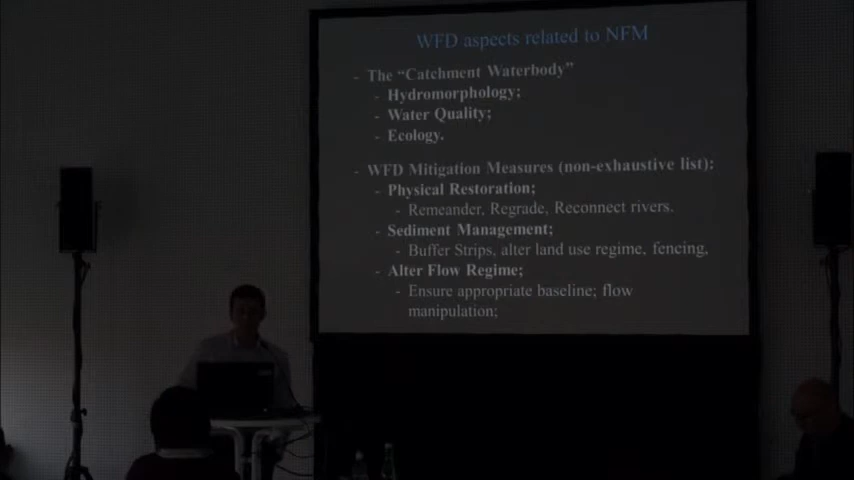 WFD aspects related to NFM
- The “Catchment Waterbody”
- Hydromorphology;
- Water Quality;
- Ecology.
- WFD Mitigation Measures (non-exhaustive list):
- Physical Restoration;
- Remeander, Regrade, Reconnect rivers.
- Sediment Management;
- Buffer Strips, alter land use regime, fencing,
- Alter Flow Regime;
- Ensure appropriate baseline; flow
manipulation;